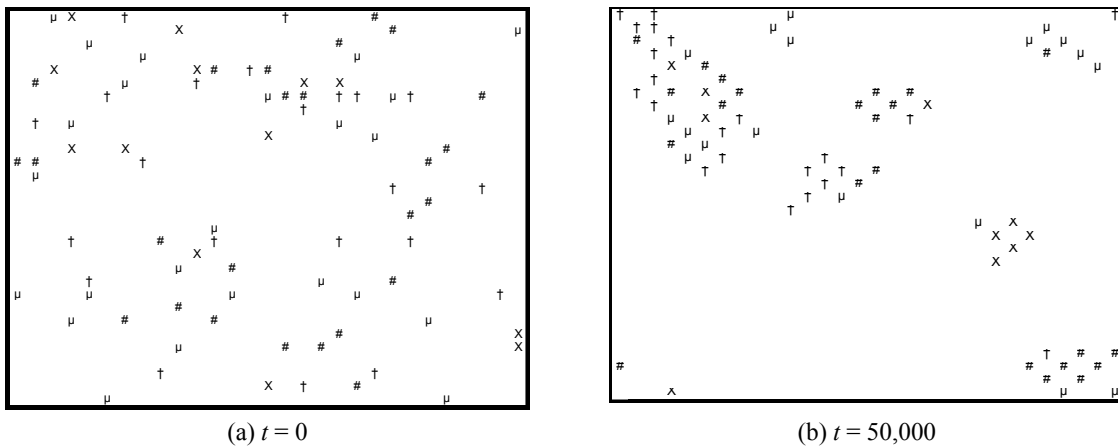 µ X † † #
X # µ
µ #
µ µ
X X # † #
# µ † X X
† µ # # † † µ † #
†
† µ µ
X µ
X X #
# # † #
µ
† †
#
#
µ
† # † † †
X
µ #
† µ #
µ µ µ µ †
#
µ # # µ
# X
µ # # X
† †
X † #
µ µ
(a) t = 0
† † µ
† † µ µ
# † µ µ µ
† µ # µ
X # µ
† #
† # X # # #
† # # # X
µ X † # †
µ † µ
# µ
µ † †
† † † #
† #
† µ
†
µ X
X X
X
X
† # #
# # # #
# #
X µ µ
(b) t = 50,000